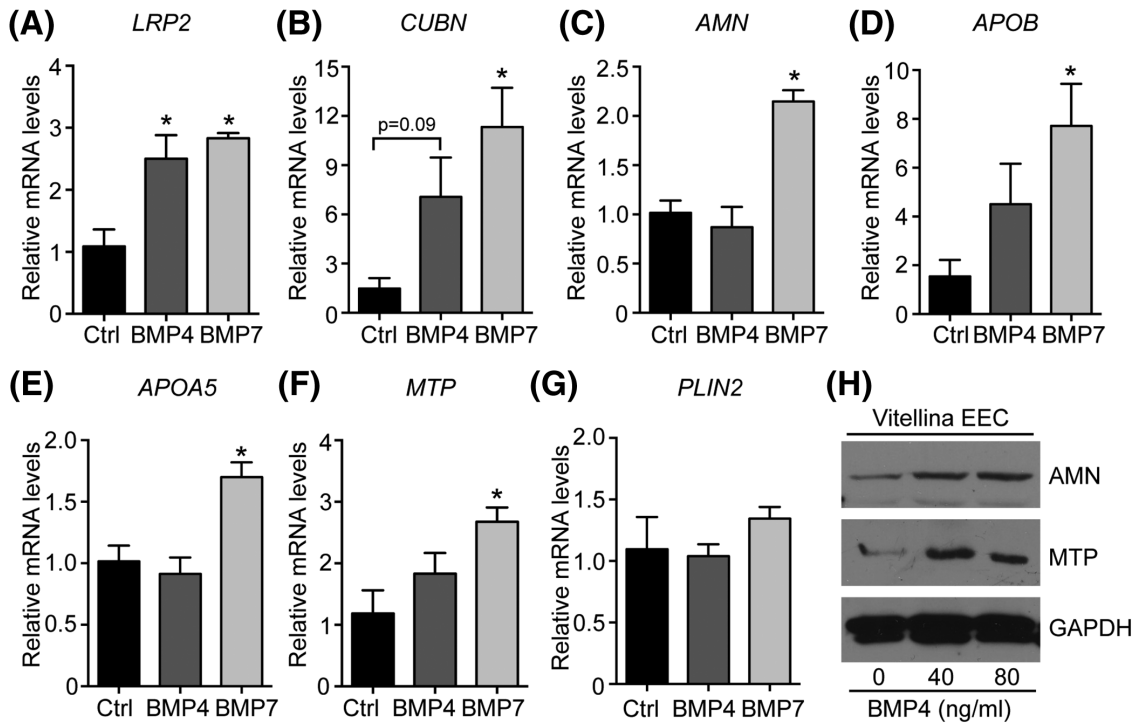 (A) LRP2
Relative mRNA levels
4
3
2
1
0
* *
Ctrl BMP4 BMP7
(B) CUBN
Relative mRNA levels
15
12
9
6
3
0
p=0.09
*
Ctrl BMP4 BMP7
(C) AMN
Relative mRNA levels
2.5
2.0
1.5
1.0
0.5
0
*
Ctrl BMP4 BMP7
(D) APOB
Relative mRNA levels
10
8
6
4
2
0
*
Ctrl BMP4 BMP7
(E) APOA5
Relative mRNA levels
2.0
1.5
1.0
0.5
0
*
Ctrl BMP4 BMP7
(F) MTP
Relative mRNA levels
4
3
2
1
0
*
Ctrl BMP4 BMP7
(G) PLIN2
Relative mRNA levels
2.0
1.5
1.0
0.5
0
Ctrl BMP4 BMP7
(H)
Vitellina EEC
AMN
MTP
GAPDH
0 40 80
BMP4 (ng/ml)